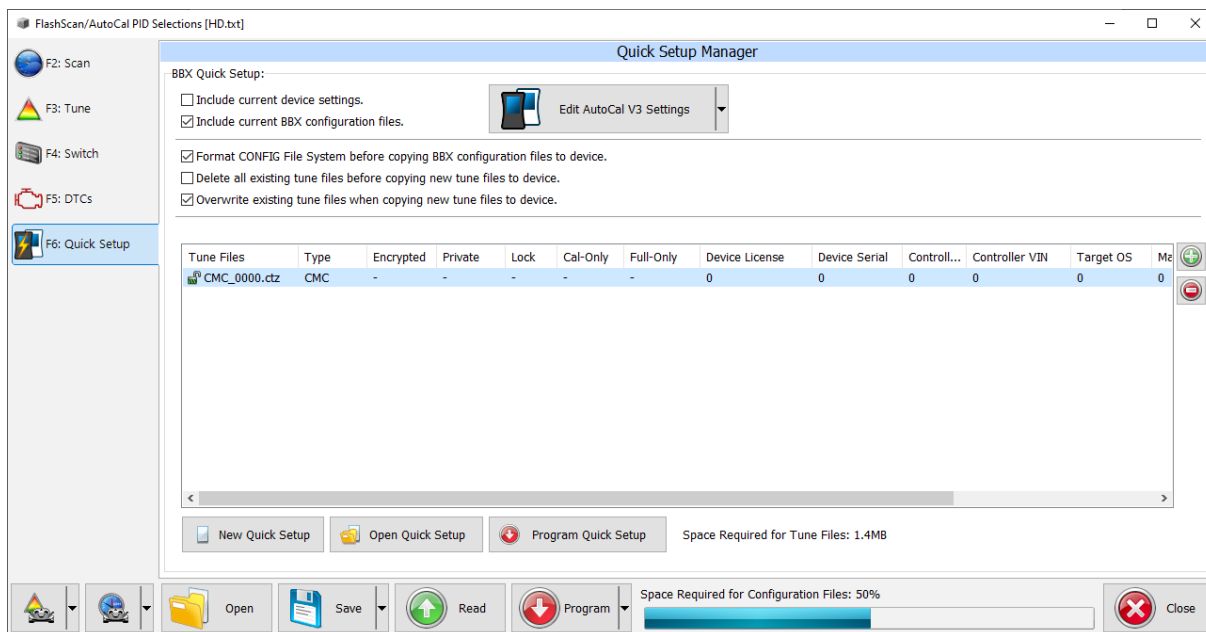 FlashScan/AutoCal PID Selections [HD.txt]
F2: Scan
F3: Tune
F4: Switch
F5: DTCs
F6: Quick Setup
Quick Setup Manager
BBX Quick Setup:
Include current device settings.
Include current BBX configuration files.
Edit AutoCal V3 Settings
Format CONFIG File System before copying BBX configuration files to device.
Delete all existing tune files before copying new tune files to device.
Overwrite existing tune files when copying new tune files to device.
Tune Files Type Encrypted Private Lock Cal-Only Full-Only Device License Device Serial Controll... Controller VIN Target OS Ma
CMC_0000.ctz CMC - - - - - 0 0 0 0 0 0
New Quick Setup Open Quick Setup Program Quick Setup Space Required for Tune Files: 1.4MB
Open Save Read Program Space Required for Configuration Files: 50% Close